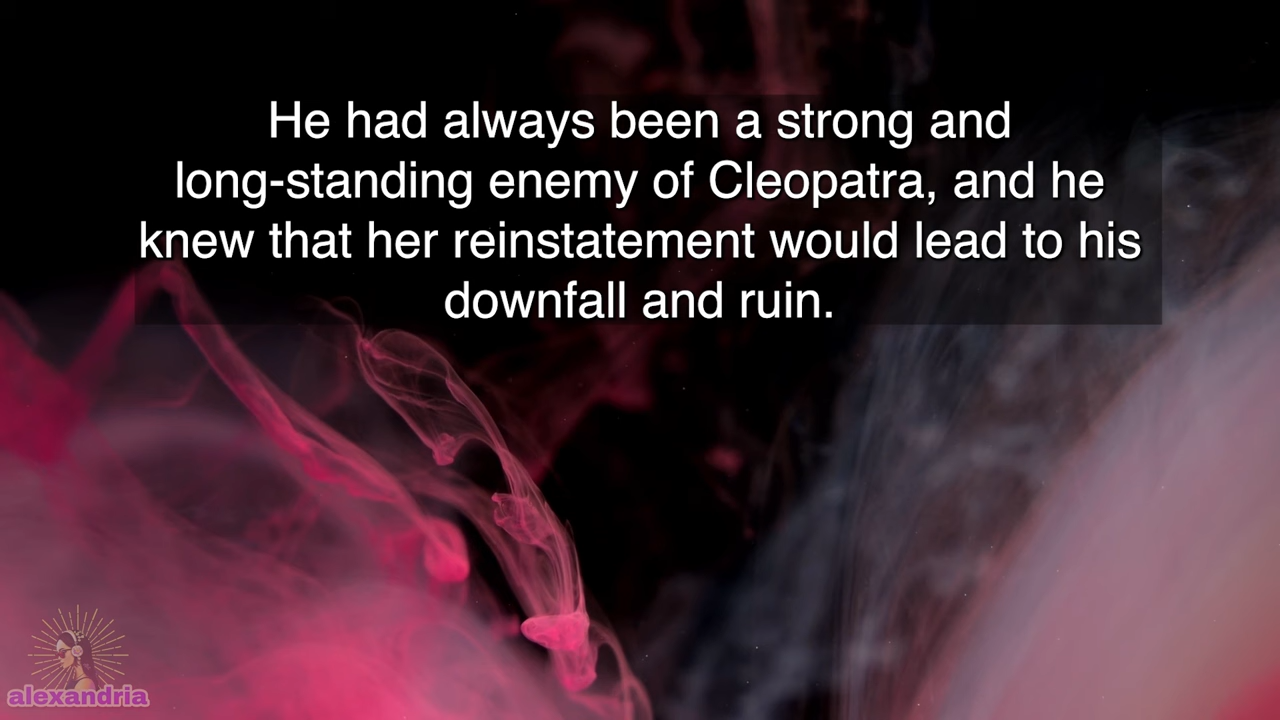 He had always been a strong and
long-standing enemy of Cleopatra, and he
knew that her reinstatement would lead to his
downfall and ruin.
alexandria